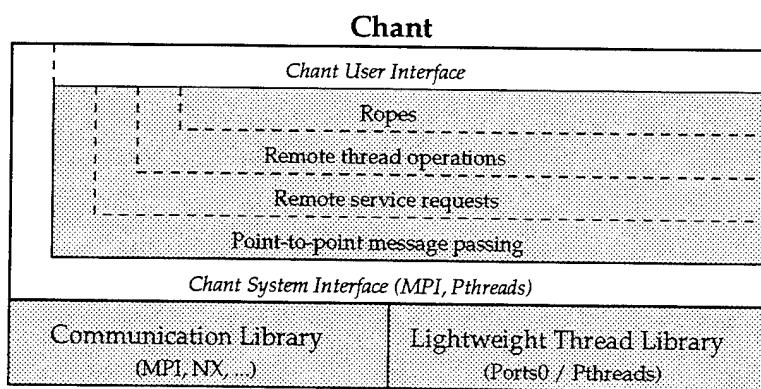 Chant
Chant User Interface
Ropes
Remote thread operations
Remote service requests
Point-to-point message passing
Chant System Interface (MPI, Pthreads)
Communication Library
(MPI, NX, ...)
Lightweight Thread Library
(Ports0 / Pthreads)